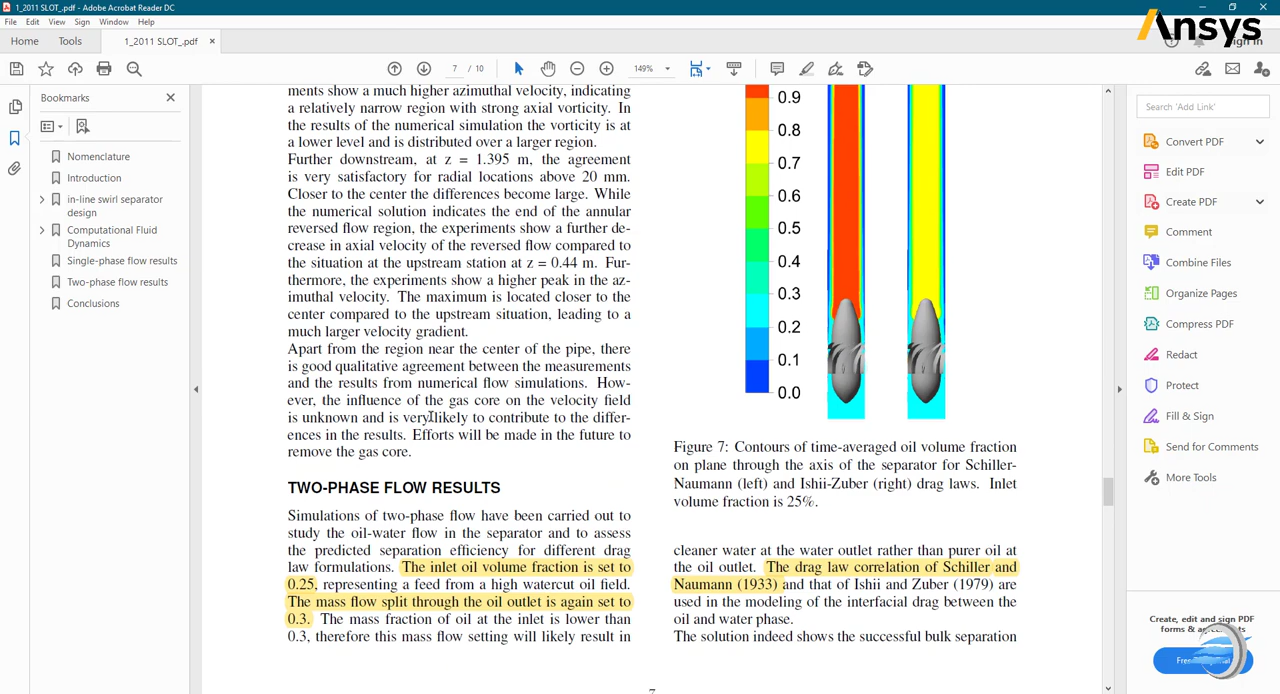 1_2011 SLOT_.pdf - Adobe Acrobat Reader DC
File Edit View Sign Window Help
Ansys
Home Tools 1_2011 SLOT_.pdf × Sign In
7 / 10 149%
Bookmarks
Nomenclature
Introduction
in-line swirl separator
design
Computational Fluid
Dynamics
Single-phase flow results
Two-phase flow results
Conclusions
ments show a much higher azimuthal velocity, indicating
a relatively narrow region with strong axial vorticity. In
the results of the numerical simulation the vorticity is at
a lower level and is distributed over a larger region.
Further downstream, at z = 1.395 m, the agreement
is very satisfactory for radial locations above 20 mm.
Closer to the center the differences become large. While
the numerical solution indicates the end of the annular
reversed flow region, the experiments show a further de-
crease in axial velocity of the reversed flow compared to
the situation at the upstream station at z = 0.44 m. Fur-
thermore, the experiments show a higher peak in the az-
imuthal velocity. The maximum is located closer to the
center compared to the upstream situation, leading to a
much larger velocity gradient.
Apart from the region near the center of the pipe, there
is good qualitative agreement between the measurements
and the results from numerical flow simulations. How-
ever, the influence of the gas core on the velocity field
is unknown and is very likely to contribute to the differ-
ences in the results. Efforts will be made in the future to
remove the gas core.
TWO-PHASE FLOW RESULTS
Simulations of two-phase flow have been carried out to
study the oil-water flow in the separator and to assess
the predicted separation efficiency for different drag
law formulations. The inlet oil volume fraction is set to
0.25, representing a feed from a high watercut oil field.
The mass flow split through the oil outlet is again set to
0.3. The mass fraction of oil at the inlet is lower than
0.3, therefore this mass flow setting will likely result in
0.9
0.8
0.7
0.6
0.5
0.4
0.3
0.2
0.1
0.0
Figure 7: Contours of time-averaged oil volume fraction
on plane through the axis of the separator for Schiller-
Naumann (left) and Ishii-Zuber (right) drag laws. Inlet
volume fraction is 25%.
cleaner water at the water outlet rather than purer oil at
the oil outlet. The drag law correlation of Schiller and
Naumann (1933) and that of Ishii and Zuber (1979) are
used in the modeling of the interfacial drag between the
oil and water phase.
The solution indeed shows the successful bulk separation
7
Search 'Add Link'
Convert PDF
Edit PDF
Create PDF
Comment
Combine Files
Organize Pages
Compress PDF
Redact
Protect
Fill & Sign
Send for Comments
More Tools
Create, edit and sign PDF
forms &